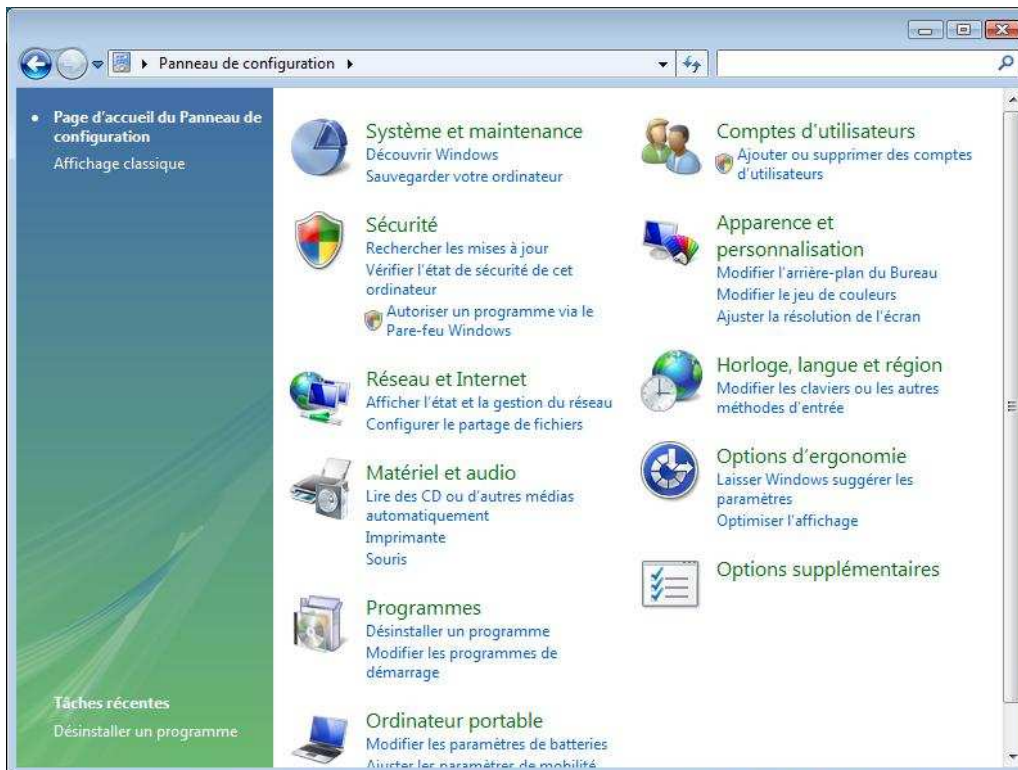 Panneau de configuration
Page d'accueil du Panneau de
configuration
Affichage classique
Tâches récentes
Désinstaller un programme
Système et maintenance
Découvrir Windows
Sauvegarder votre ordinateur
Sécurité
Rechercher les mises à jour
Vérifier l'état de sécurité de cet
ordinateur
Autoriser un programme via le
Pare-feu Windows
Réseau et Internet
Afficher l'état et la gestion du réseau
Configurer le partage de fichiers
Matériel et audio
Lire des CD ou d'autres médias
automatiquement
Imprimante
Souris
Programmes
Désinstaller un programme
Modifier les programmes de
démarrage
Ordinateur portable
Modifier les paramètres de batteries
Ajuster les paramètres de mobilité
Comptes d'utilisateurs
Ajouter ou supprimer des comptes
d'utilisateurs
Apparence et
personnalisation
Modifier l'arrière-plan du Bureau
Modifier le jeu de couleurs
Ajuster la résolution de l'écran
Horloge, langue et région
Modifier les claviers ou les autres
méthodes d'entrée
Options d'ergonomie
Laisser Windows suggérer les
paramètres
Optimiser l'affichage
Options supplémentaires